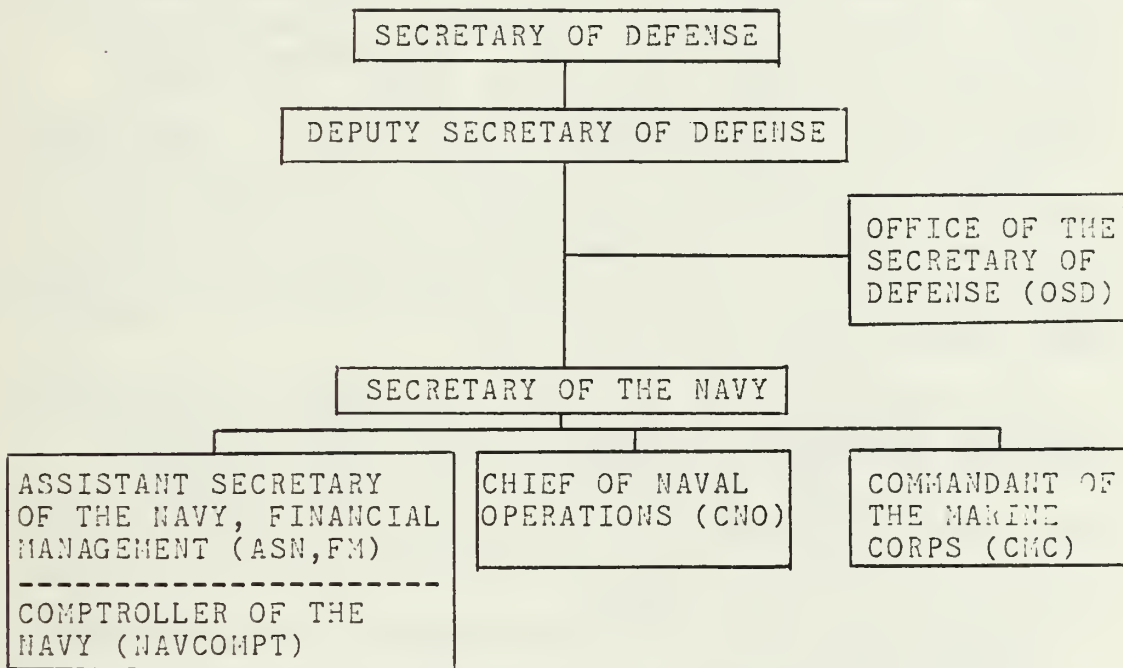 SECRETARY OF DEFENSE
DEPUTY SECRETARY OF DEFENSE
OFFICE OF THE
SECRETARY OF
DEFENSE (OSD)
SECRETARY OF THE NAVY
ASSISTANT SECRETARY
OF THE NAVY, FINANCIAL
MANAGEMENT (ASN,FM)
COMPTROLLER OF THE
NAVY (NAVCOMPT)
CHIEF OF NAVAL
OPERATIONS (CNO)
COMMANDANT OF
THE MARINE
CORPS (CMC)